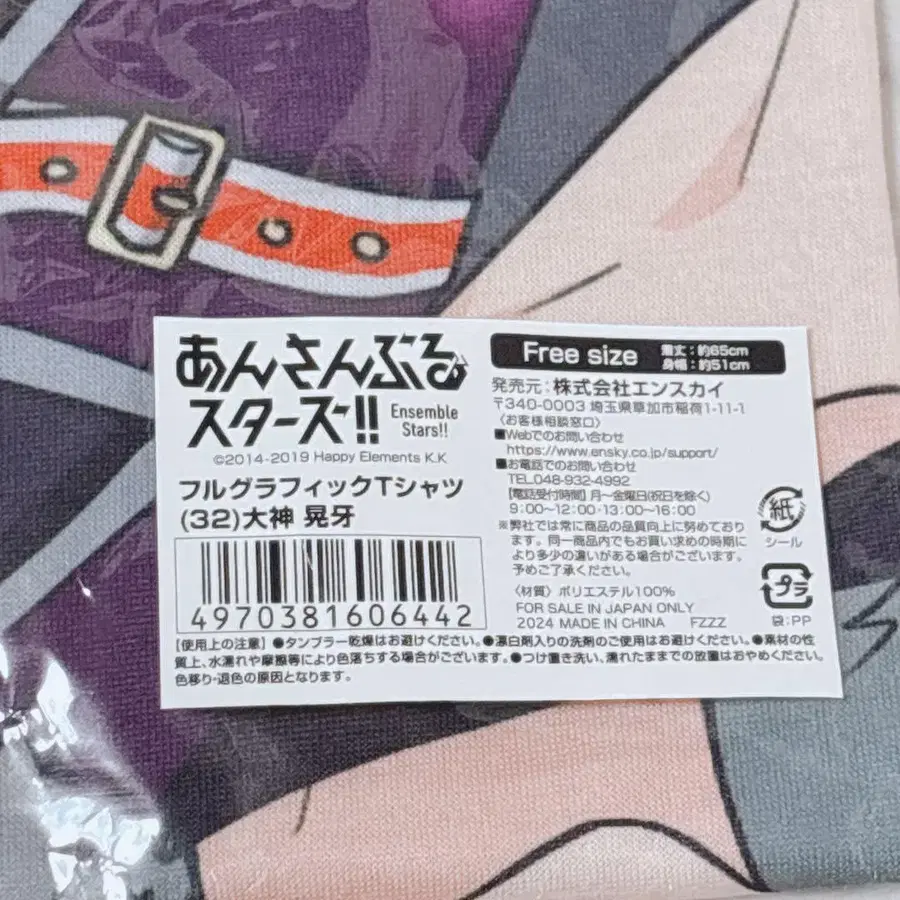 あんさんぶる
スターズ!!
Ensemble
Stars!!
©2014-2019 Happy Elements K.K
フルグラフィックTシャツ
(32)大神 晃牙
4970381606442
Free size
着丈：約65cm
身幅：約51cm
発売元：株式会社エンスカイ
〒340-0003 埼玉県草加市稲荷1-11-1
〈お客様相談窓口〉
■Webでのお問い合わせ
https://www.ensky.co.jp/support/
■お電話でのお問い合わせ
TEL.048-932-4992
【電話受付時間】月～金曜日(祝日を除く)
9：00～12：00・13：00～16：00
※弊社では常に商品の品質向上に努めており
ます。同一商品内でもお買い求めの時期に
より多少の違いがある場合がございます。
予めご了承ください。
〈材質〉ポリエステル100%
FOR SALE IN JAPAN ONLY
2024 MADE IN CHINA FZZZ
紙
シール
プラ
袋:PP
【使用上の注意】●タンブラー乾燥はお避けください。●漂白剤入りの洗剤のご使用はお避けください。●素材の性
質上、水濡れや摩擦等により色落ちする場合がございます。●つけ置き洗い、濡れたままでの放置はおやめください。
色移り・退色の原因となります。